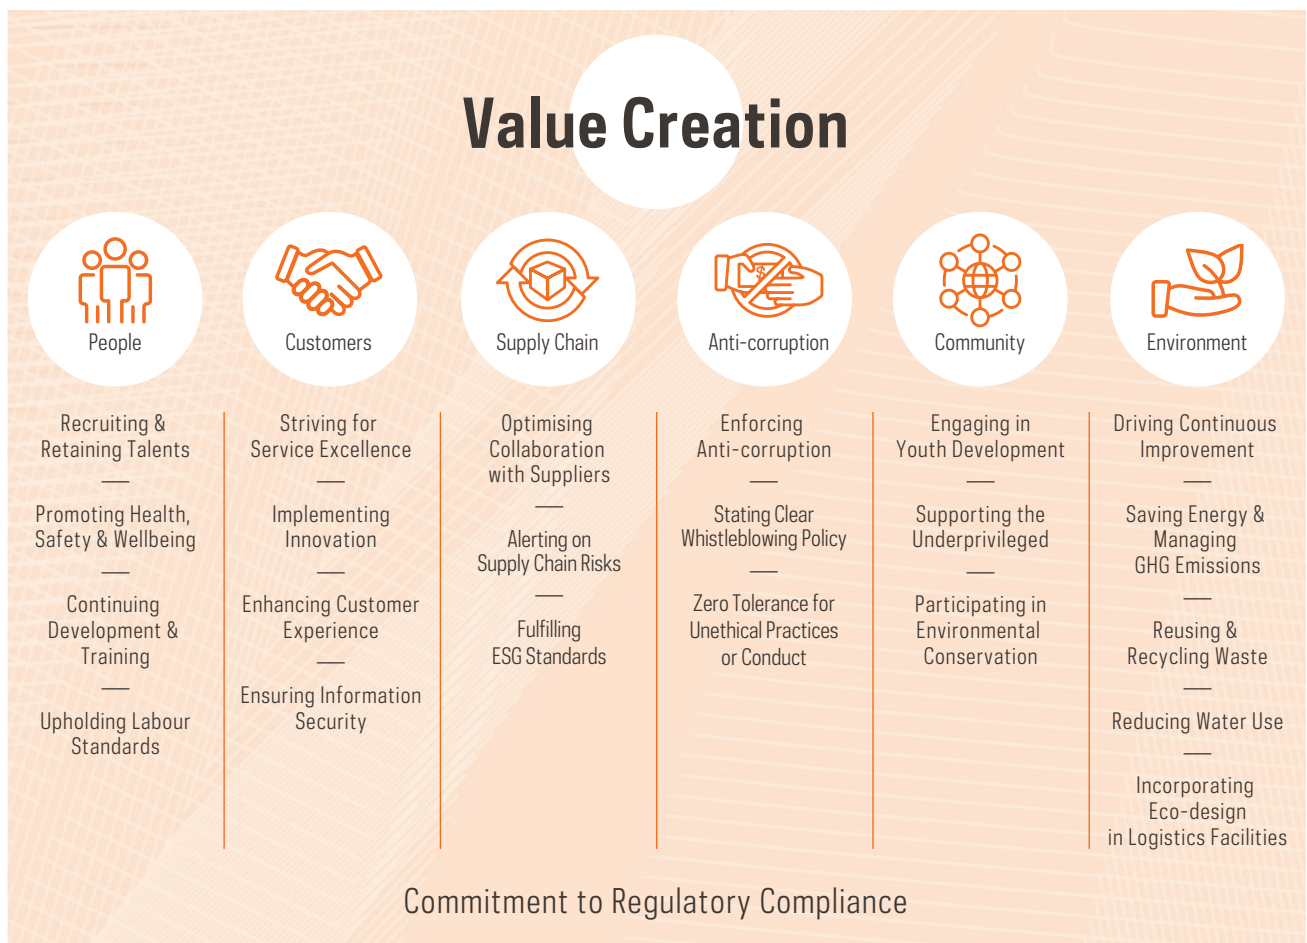 Value Creation
People
Customers
Supply Chain
$
Anti-corruption
Community
Environment
Recruiting &
Retaining Talents
Promoting Health,
Safety & Wellbeing
Continuing
Development &
Training
Upholding Labour
Standards
Striving for
Service Excellence
Implementing
Innovation
Enhancing Customer
Experience
Ensuring Information
Security
Optimising
Collaboration
with Suppliers
Alerting on
Supply Chain Risks
Fulfilling
ESG Standards
Enforcing
Anti-corruption
Stating Clear
Whistleblowing Policy
Zero Tolerance for
Unethical Practices
or Conduct
Engaging in
Youth Development
Supporting the
Underprivileged
Participating in
Environmental
Conservation
Driving Continuous
Improvement
Saving Energy &
Managing
GHG Emissions
Reusing &
Recycling Waste
Reducing Water Use
Incorporating
Eco-design
in Logistics Facilities
Commitment to Regulatory Compliance